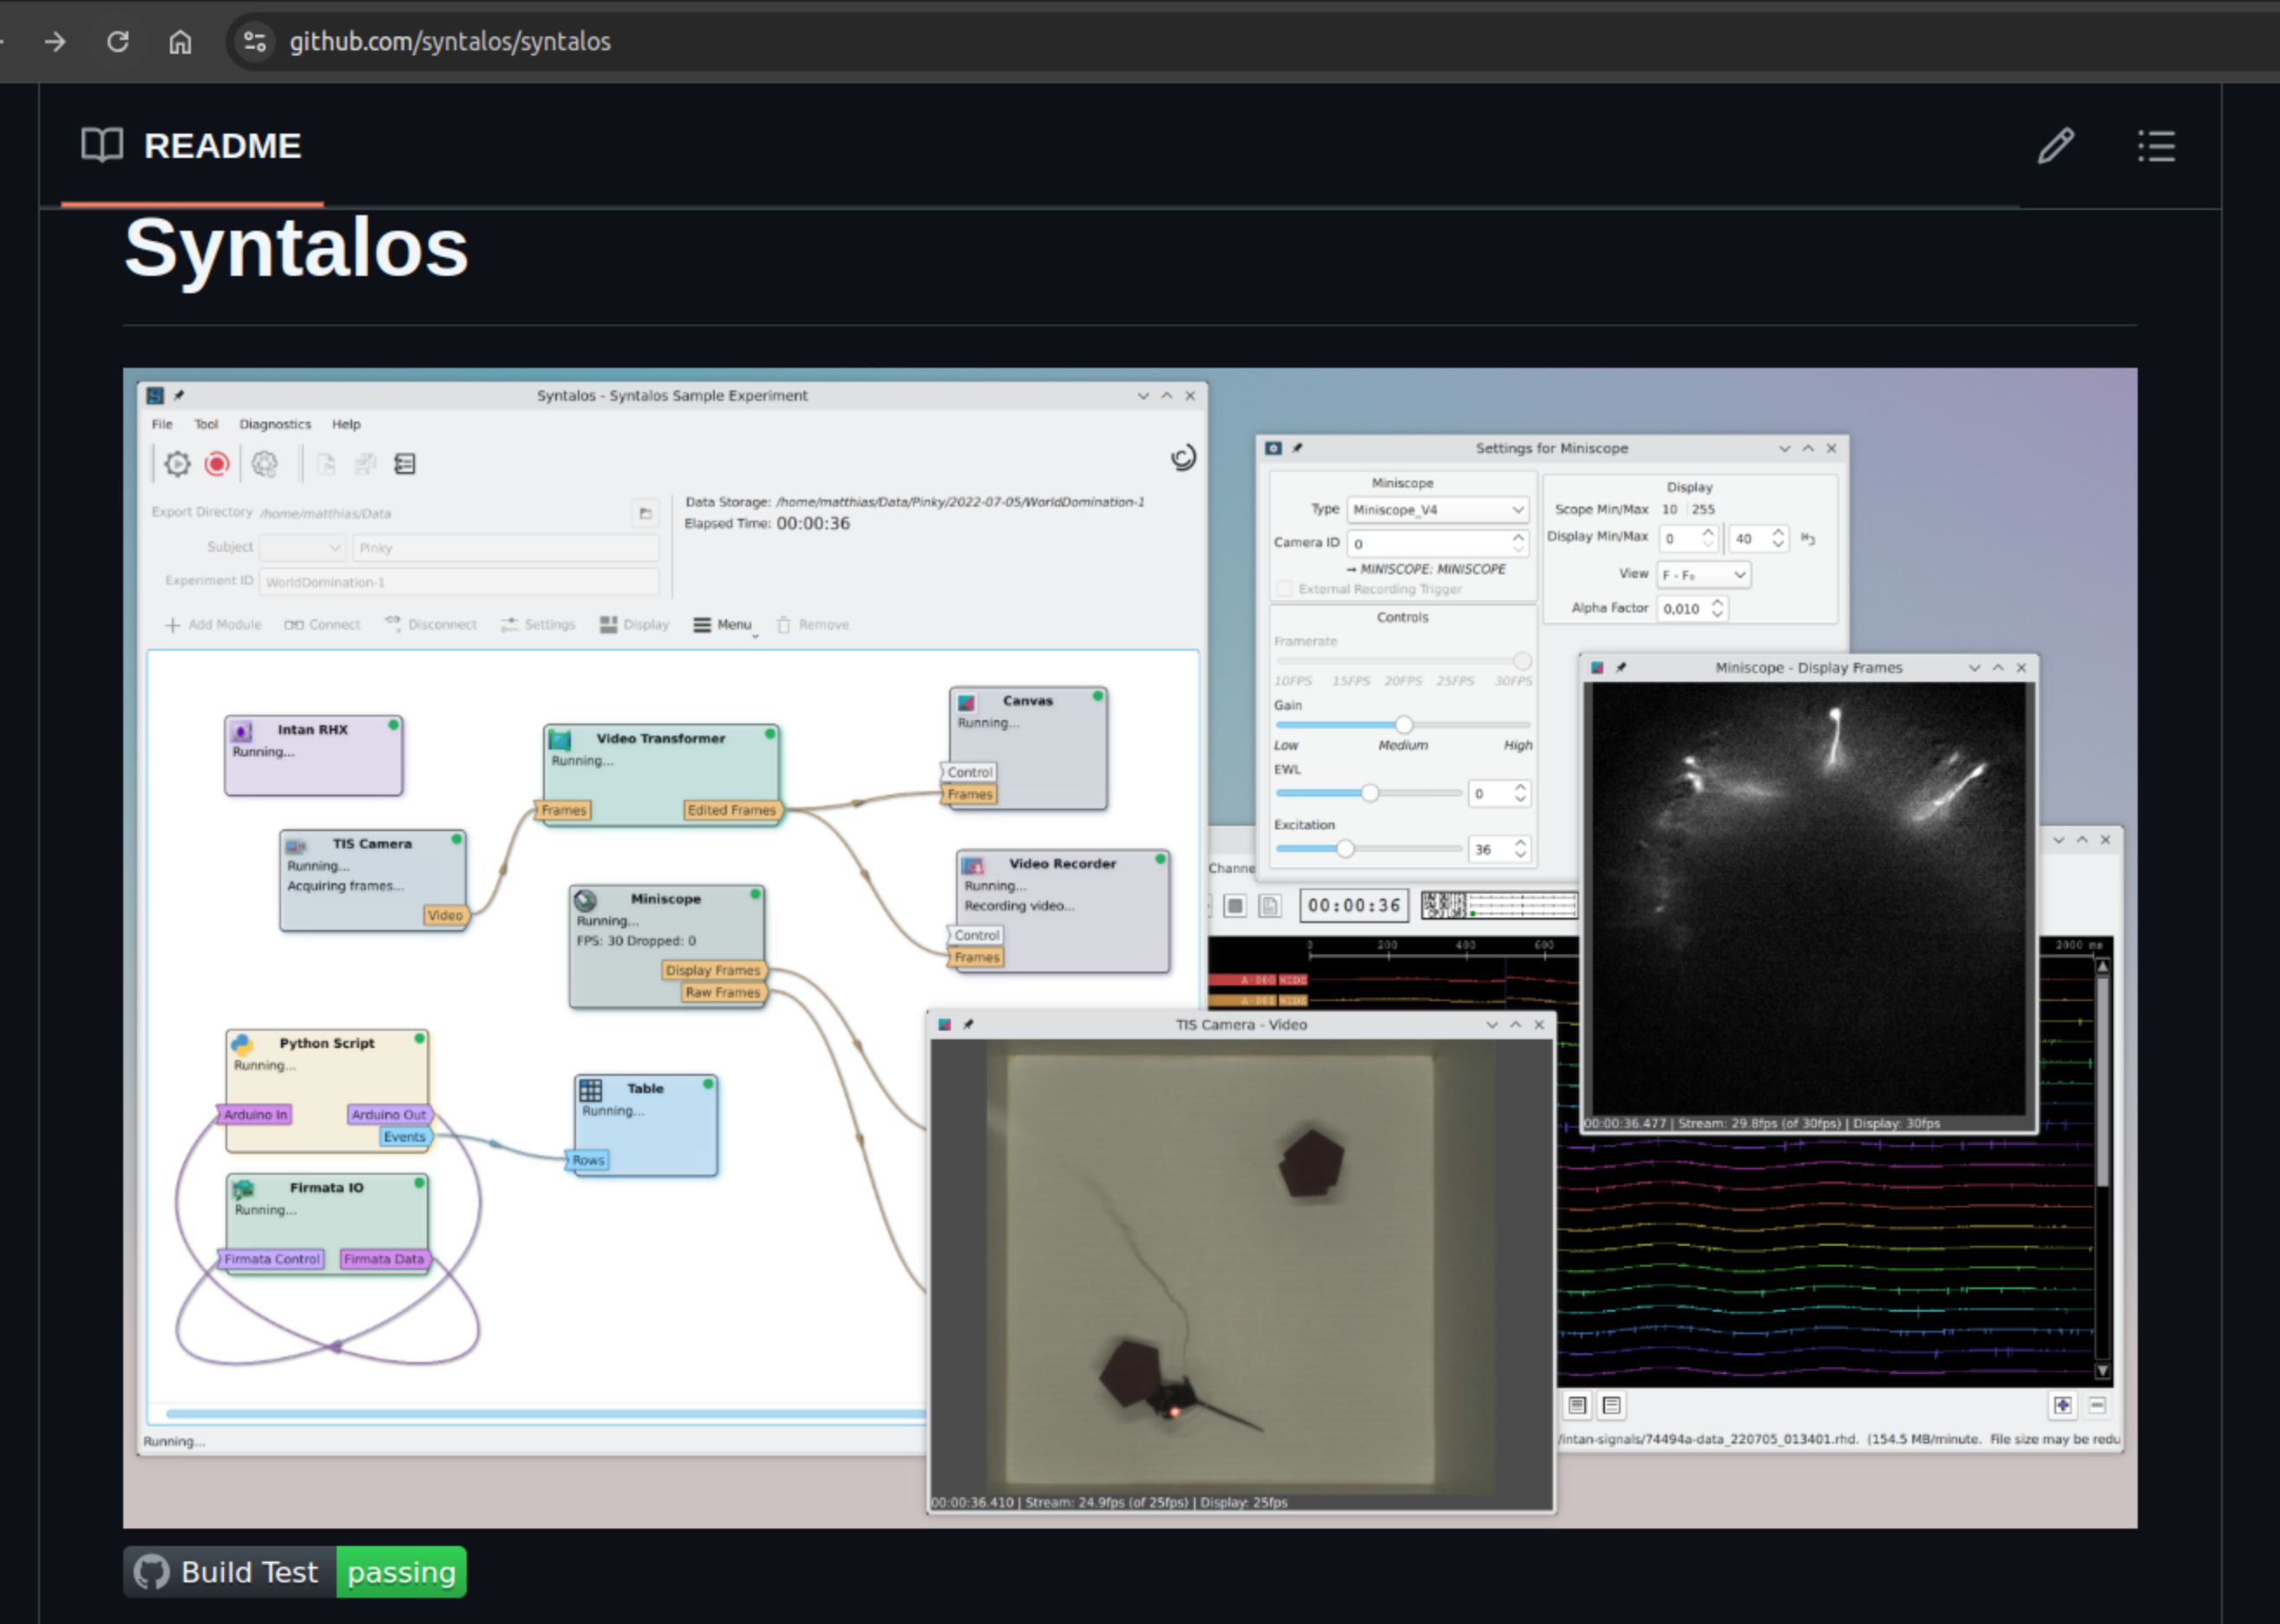 github.com/syntalos/syntalos
README
Syntalos
Syntalos - Syntalos Sample Experiment
File Tool Diagnostics Help
Export Directory /home/matthias/Data
Subject Pinky
Experiment ID WorldDomination-1
Data Storage: /home/matthias/Data/Pinky/2022-07-05/WorldDomination-1
Elapsed Time: 00:00:36
Add Module Connect Disconnect Settings Display Menu Remove
Intan RHX
Running...
TIS Camera
Running...
Acquiring frames...
Video
Video Transformer
Running...
Frames Edited Frames
Canvas
Running...
Control
Frames
Miniscope
Running...
FPS: 30 Dropped: 0
Display Frames
Raw Frames
Video Recorder
Running...
Recording video...
Control
Frames
Python Script
Running...
Arduino In Arduino Out
Events
Table
Running...
Rows
Firmata IO
Running...
Firmata Control Firmata Data
Running...
Settings for Miniscope
Miniscope
Type Miniscope_V4
Camera ID 0
→ MINISCOPE: MINISCOPE
External Recording Trigger
Controls
Framerate
10FPS 15FPS 20FPS 25FPS 30FPS
Gain
Low Medium High
EWL
0
Excitation
36
Display
Scope Min/Max 10 255
Display Min/Max 0 40
View F - F₀
Alpha Factor 0,010
Miniscope - Display Frames
00:00:36.477 | Stream: 29.8fps (of 30fps) | Display: 30fps
Channe
00:00:36
0 200 400 600 2000 ms
A-000 WIDE
A-001 WIDE
TIS Camera - Video
00:00:36.410 | Stream: 24.9fps (of 25fps) | Display: 25fps
/intan-signals/74494a-data_220705_013401.rhd. (154.5 MB/minute. File size may be redu
Build Test passing